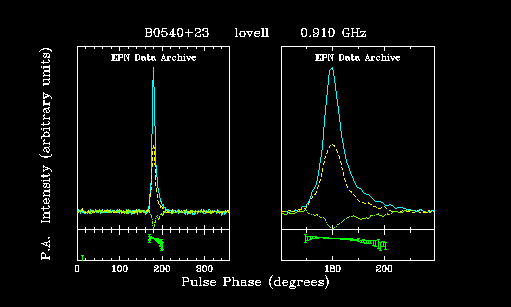 B0540+23 lovell 0.910 GHz
EPN Data Archive EPN Data Archive
P.A. Intensity (arbitrary units)
0 100 200 300 180 200
Pulse Phase (degrees)